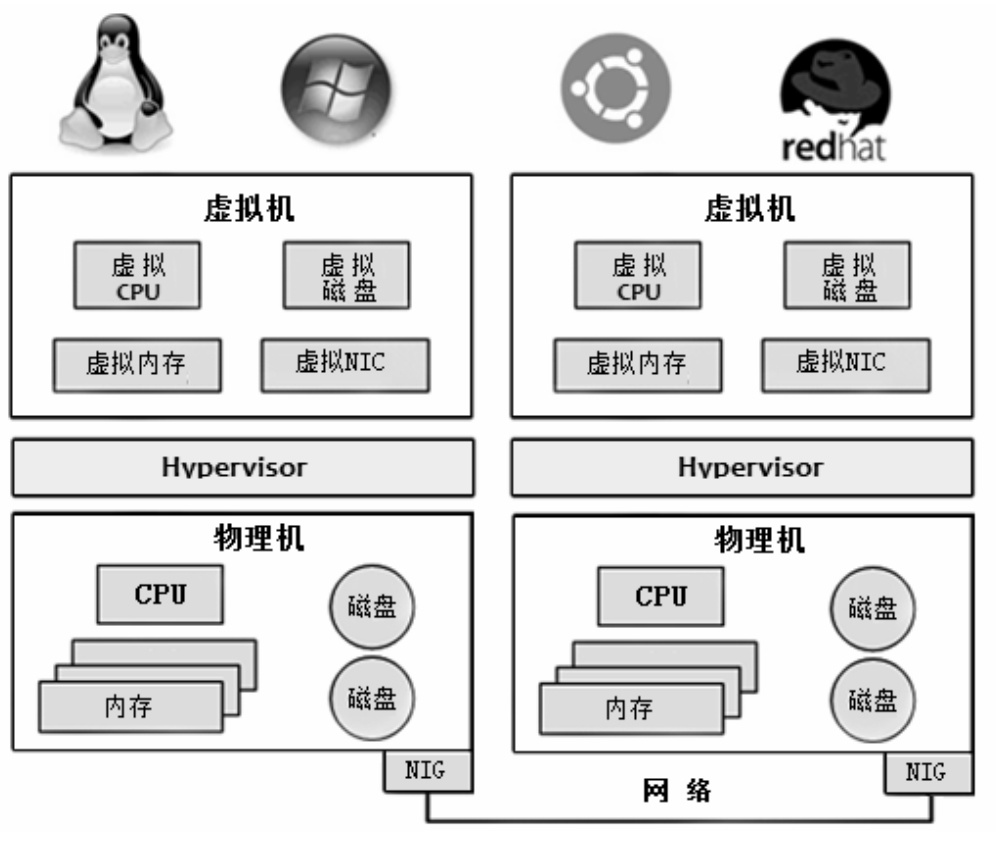 redhat
虚拟机
虚拟机
虚拟
CPU
虚拟
磁盘
虚拟
CPU
虚拟
磁盘
虚拟内存
虚拟NIC
虚拟内存
虚拟NIC
Hypervisor
Hypervisor
物理机
物理机
CPU
磁盘
CPU
磁盘
内存
磁盘
内存
磁盘
NIG
网络
NIG